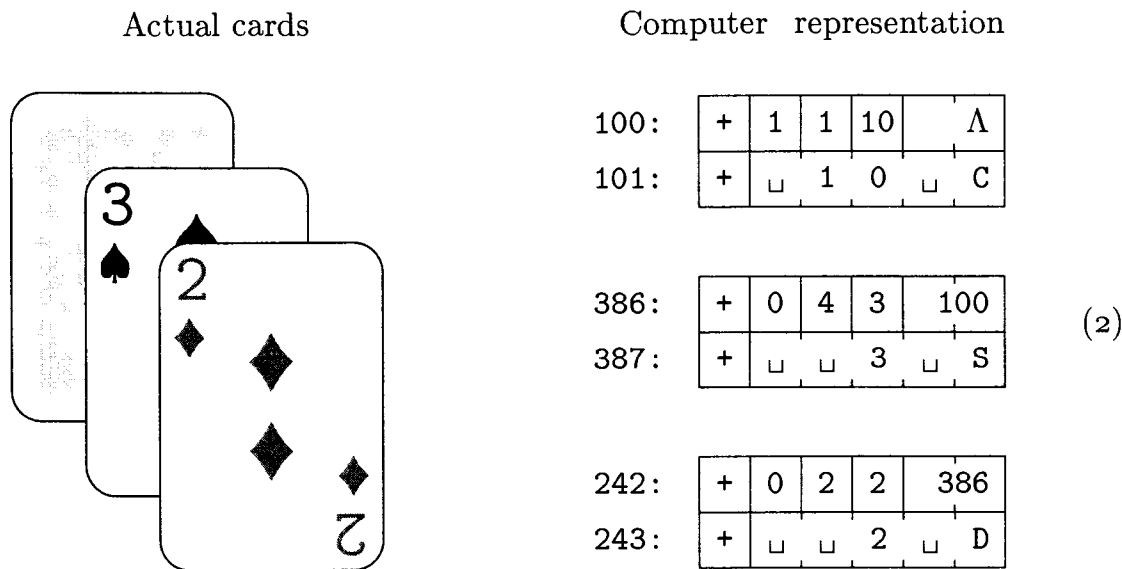 Actual cards
Computer representation
3
2
2
100: + 1 1 10 Λ
101: + ␣ 1 0 ␣ C
386: + 0 4 3 100
387: + ␣ ␣ 3 ␣ S
(2)
242: + 0 2 2 386
243: + ␣ ␣ 2 ␣ D